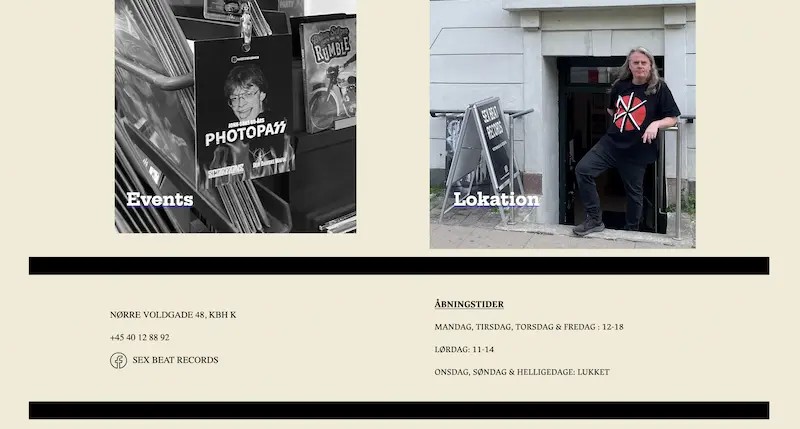 RUMBLE
PHOTOPASS
SCORPIONS
SEX BEAT
RECORDS
Events
Lokation
NØRRE VOLDGADE 48, KBH K
+45 40 12 88 92
SEX BEAT RECORDS
ÅBNINGSTIDER
MANDAG, TIRSDAG, TORSDAG & FREDAG : 12-18
LØRDAG: 11-14
ONSDAG, SØNDAG & HELLIGEDAGE: LUKKET